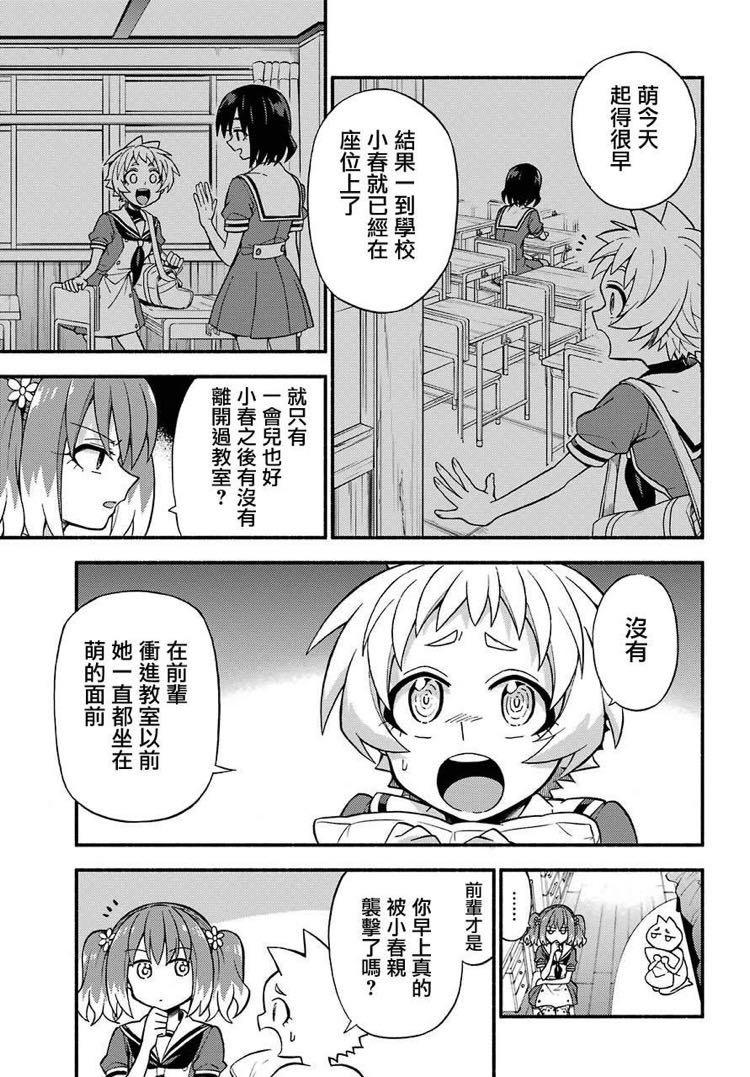 萌今天
起得很早
結果一到學校
小春就已經在
座位上了
就只有
一會兒也好
小春之後有沒有
離開過教室？
沒有
在前輩
衝進教室以前
她一直都坐在
萌的面前
……
前輩才是
你早上真的
被小春親
襲擊了嗎？